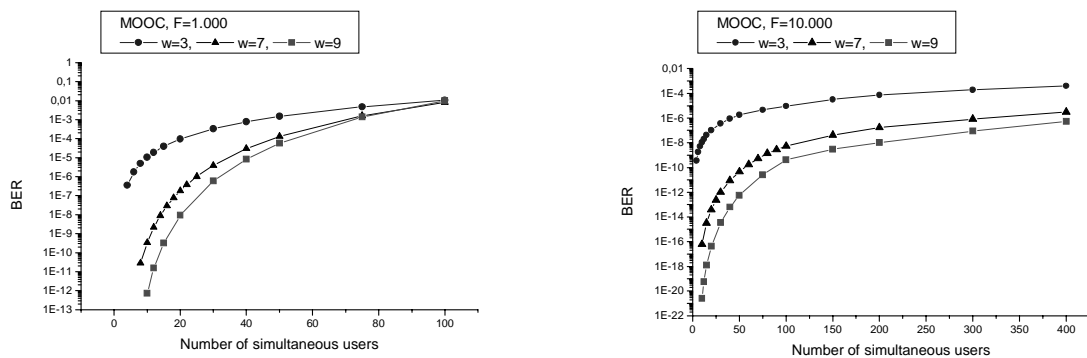 MOOC, F=1.000
w=3, w=7, w=9
1
0,1
0,01
1E-3
1E-4
1E-5
1E-6
1E-7
1E-8
1E-9
1E-10
1E-11
1E-12
1E-13
BER
0 20 40 60 80 100
Number of simultaneous users
MOOC, F=10.000
w=3, w=7, w=9
0,01
1E-4
1E-6
1E-8
1E-10
1E-12
1E-14
1E-16
1E-18
1E-20
1E-22
BER
0 50 100 150 200 250 300 350 400
Number of simultaneous users